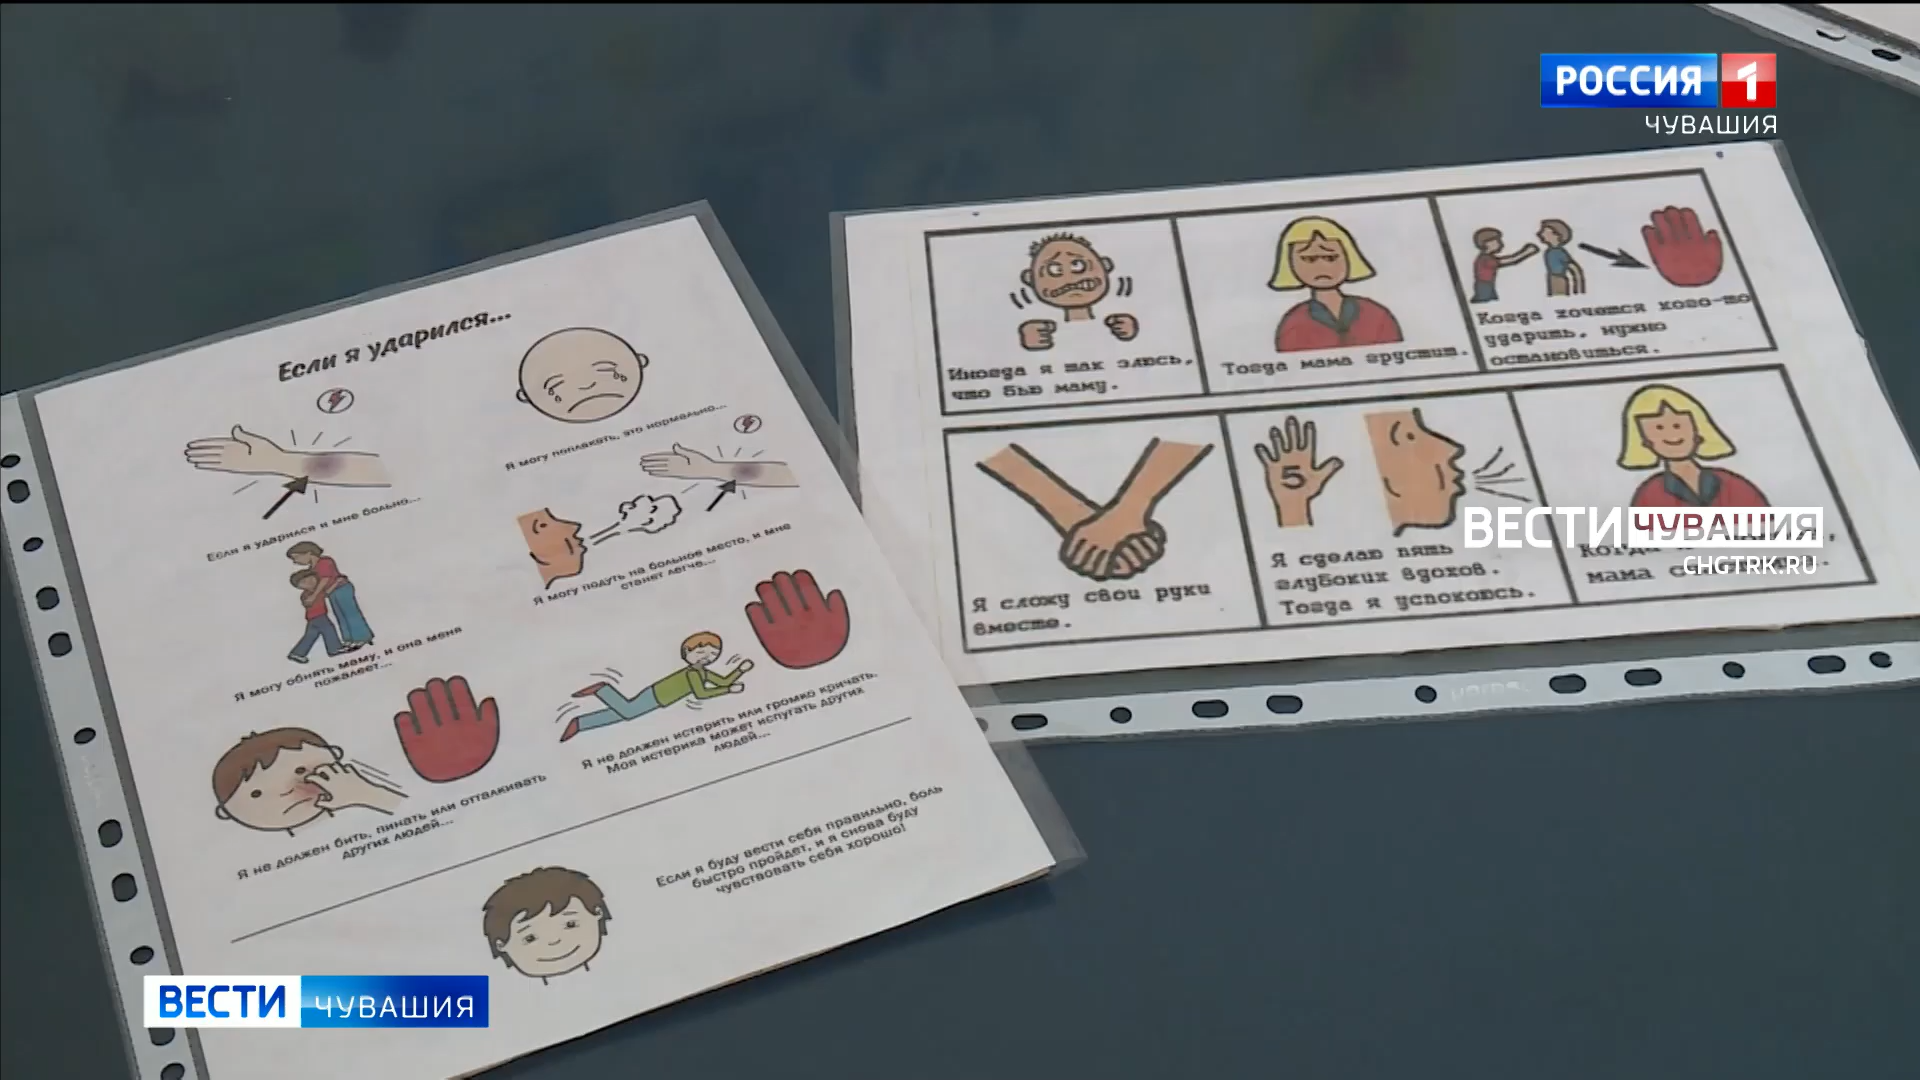 РОССИЯ 1
ЧУВАШИЯ
Если я ударился...
Если я ударился и мне больно...
Я могу поплакать, это нормально...
Я могу подуть на больное место, и мне
станет легче...
Я могу обнять маму, и она меня
пожалеет...
Я не должен истерить или громко кричать.
Моя истерика может испугать других
людей...
Я не должен бить, пинать или отталкивать
других людей...
Если я буду вести себя правильно, боль
быстро пройдет, и я снова буду
чувствовать себя хорошо!
Иногда я так злюсь,
что бью маму.
Тогда мама грустит.
Когда хочется кого-то
ударить, нужно
остановиться.
Я сложу свои руки
вместе.
5
Я сделаю пять
глубоких вдохов.
Тогда я успокоюсь.
Когда
мама
ВЕСТИ ЧУВАШИЯ
CHGTRK.RU
ВЕСТИ ЧУВАШИЯ